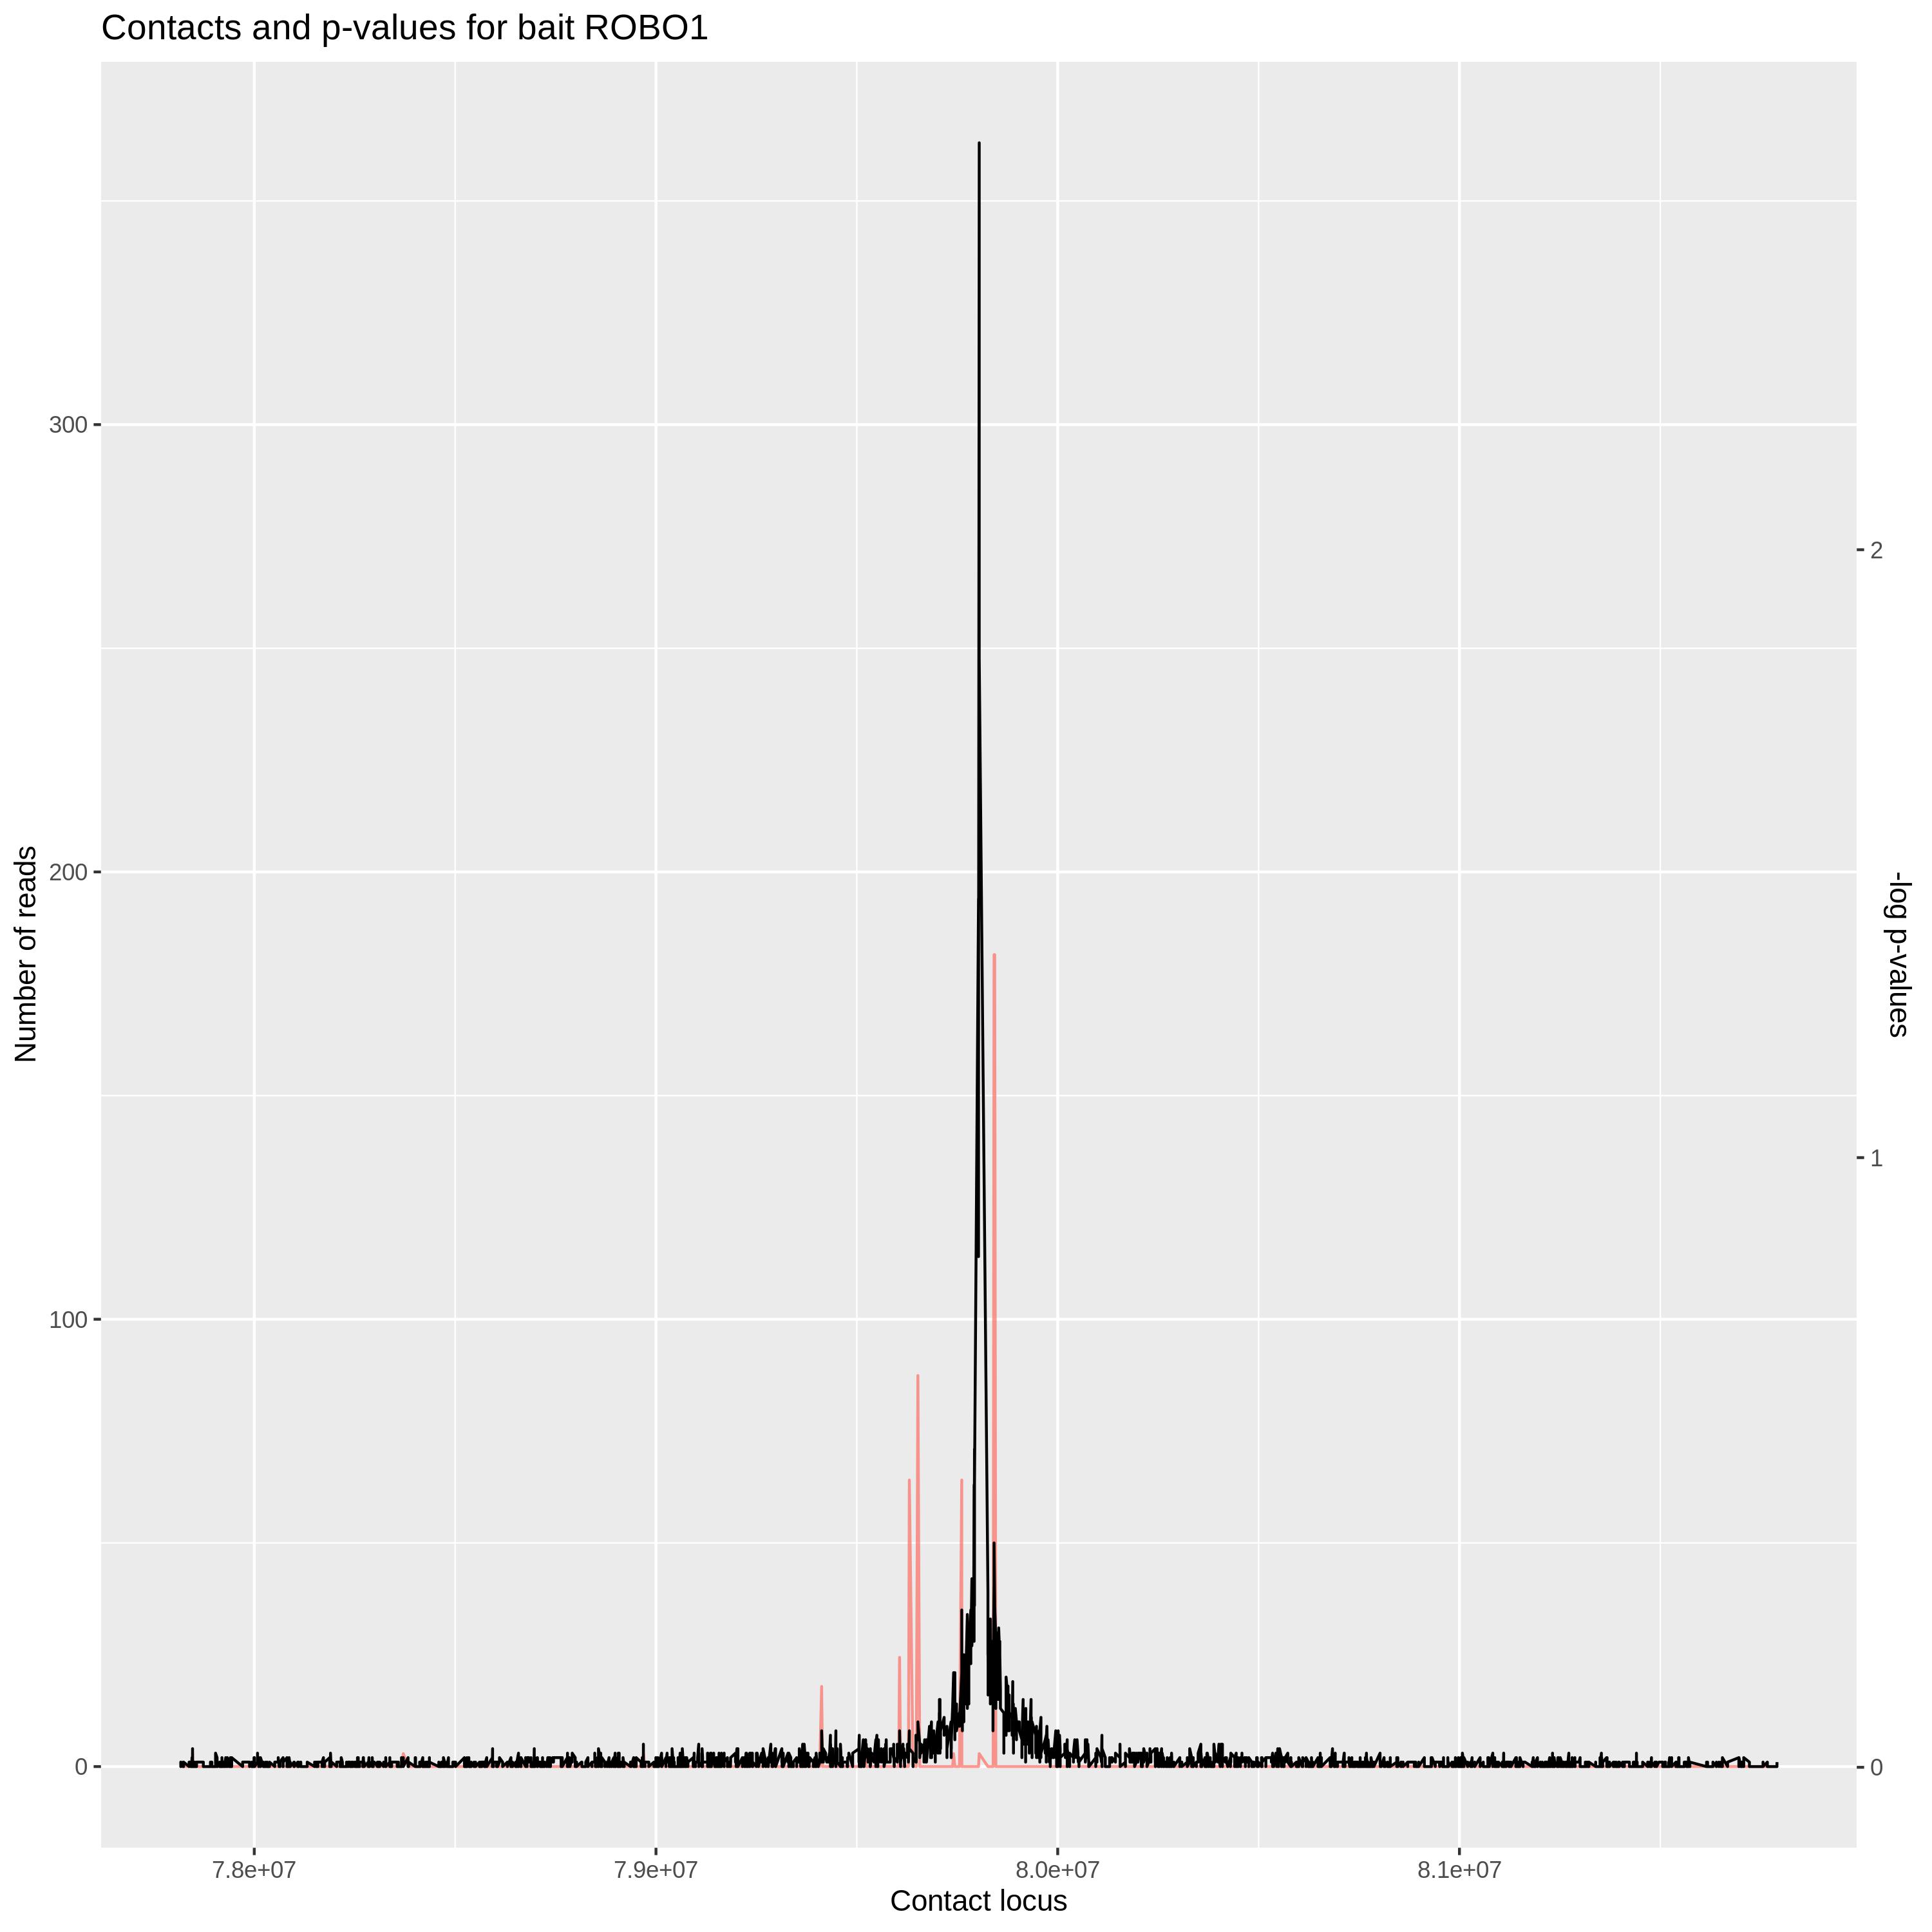 Contacts and p-values for bait ROBO1
300
200
100
0
Number of reads
2
1
0
-log p-values
7.8e+07
7.9e+07
8.0e+07
8.1e+07
Contact locus